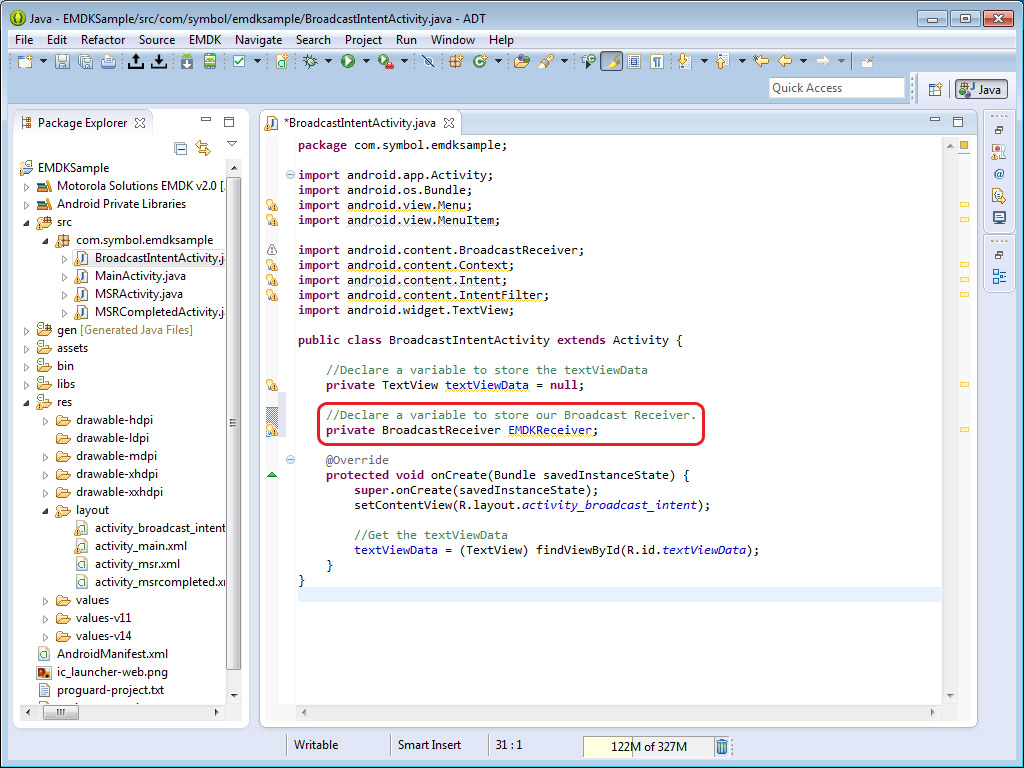 Java - EMDKSample/src/com/symbol/emdksample/BroadcastIntentActivity.java - ADT
File Edit Refactor Source EMDK Navigate Search Project Run Window Help
Quick Access
Java
Package Explorer
EMDKSample
Motorola Solutions EMDK v2.0 [
Android Private Libraries
src
com.symbol.emdksample
BroadcastIntentActivity.j
MainActivity.java
MSRActivity.java
MSRCompletedActivity.j
gen [Generated Java Files]
assets
bin
libs
res
drawable-hdpi
drawable-ldpi
drawable-mdpi
drawable-xhdpi
drawable-xxhdpi
layout
activity_broadcast_intent
activity_main.xml
activity_msr.xml
activity_msrcompleted.x
values
values-v11
values-v14
AndroidManifest.xml
ic_launcher-web.png
proguard-project.txt
*BroadcastIntentActivity.java
package com.symbol.emdksample;
import android.app.Activity;
import android.os.Bundle;
import android.view.Menu;
import android.view.MenuItem;
import android.content.BroadcastReceiver;
import android.content.Context;
import android.content.Intent;
import android.content.IntentFilter;
import android.widget.TextView;
public class BroadcastIntentActivity extends Activity {
//Declare a variable to store the textViewData
private TextView textViewData = null;
//Declare a variable to store our Broadcast Receiver.
private BroadcastReceiver EMDKReceiver;
@Override
protected void onCreate(Bundle savedInstanceState) {
super.onCreate(savedInstanceState);
setContentView(R.layout.activity_broadcast_intent);
//Get the textViewData
textViewData = (TextView) findViewById(R.id.textViewData);
}
}
Writable Smart Insert 31 : 1 122M of 327M